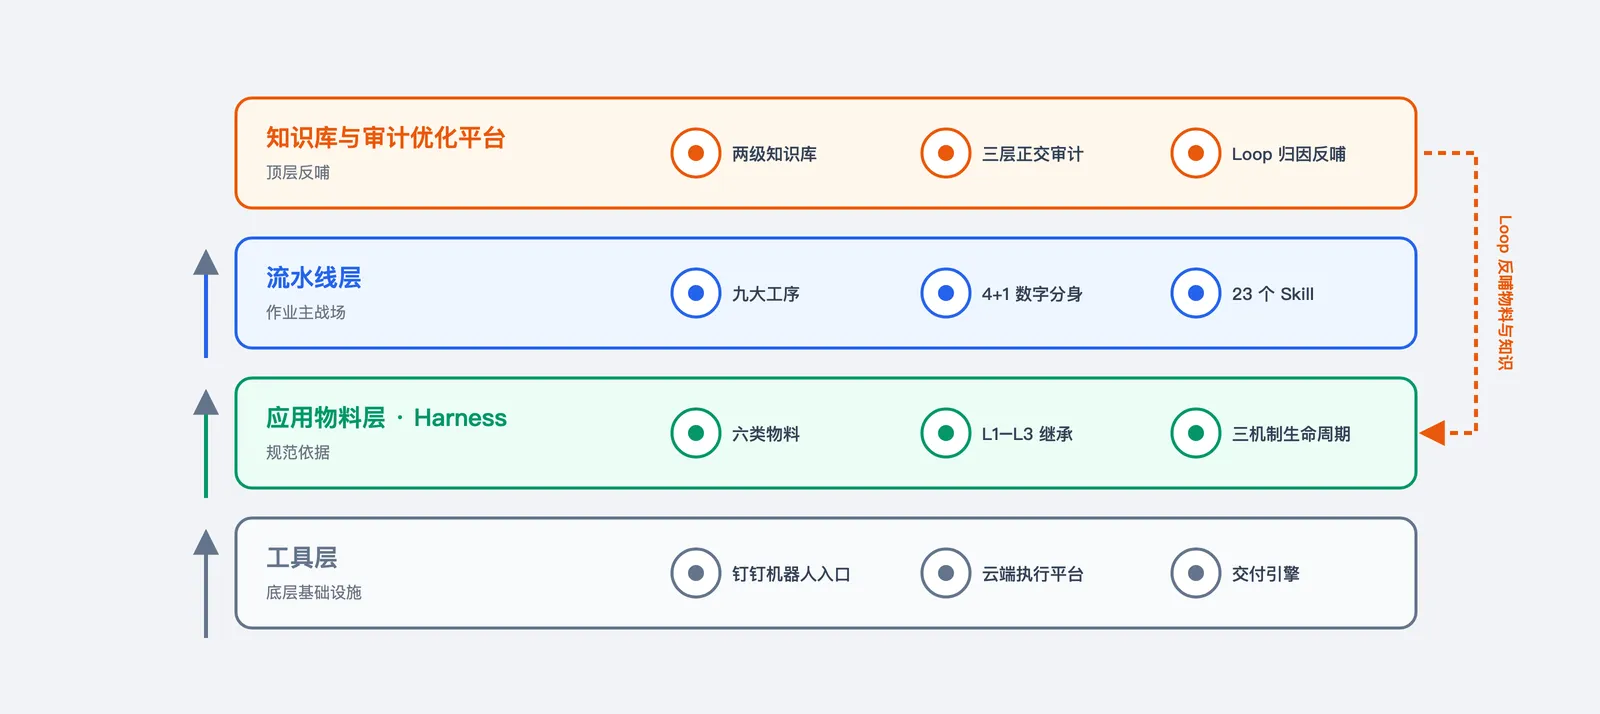 知识库与审计优化平台
顶层反哺
两级知识库
三层正交审计
Loop 归因反哺
流水线层
作业主战场
九大工序
4+1 数字分身
23 个 Skill
应用物料层 · Harness
规范依据
六类物料
L1—L3 继承
三机制生命周期
工具层
底层基础设施
钉钉机器人入口
云端执行平台
交付引擎
Loop 反哺物料与知识